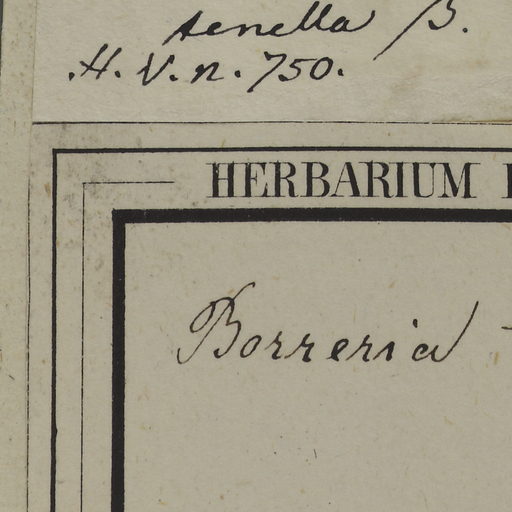 tenella B.
.H. V. n. 750.
HERBARIUM
Borreria